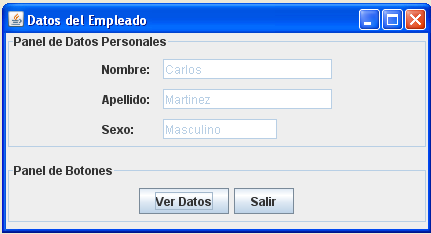 Datos del Empleado
Panel de Datos Personales
Nombre: Carlos
Apellido: Martinez
Sexo: Masculino
Panel de Botones
Ver Datos Salir